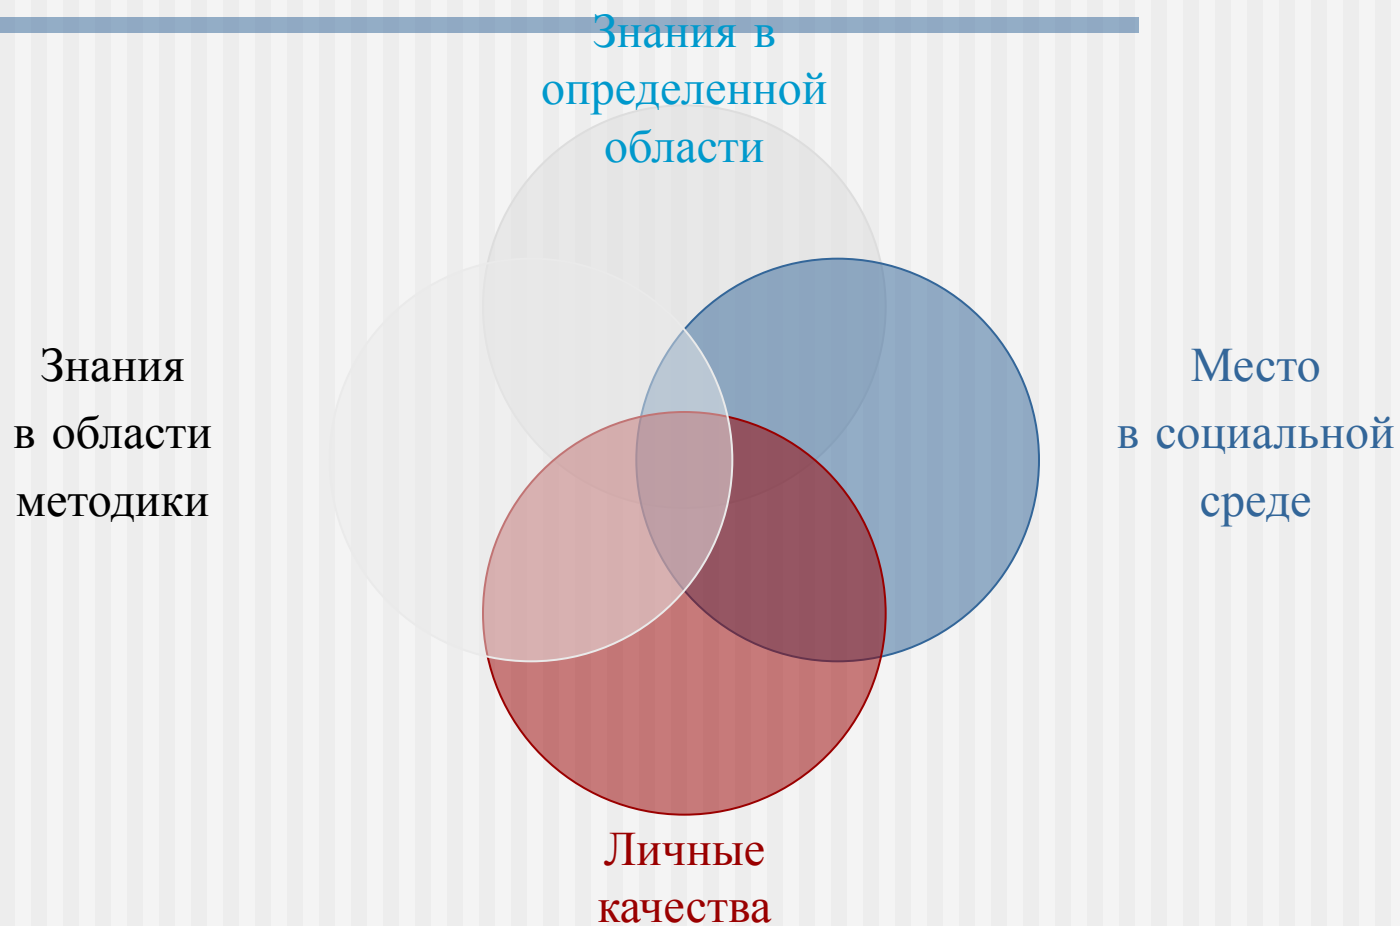 Знания в
определенной
области
Знания
в области
методики
Место
в социальной
среде
Личные
качества